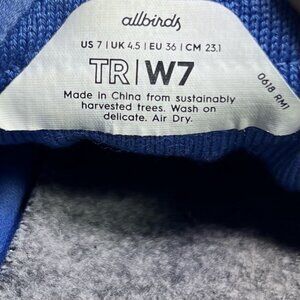 allbirds
US 7 | UK 4.5 | EU 36 | CM 23.1
TR|W7
Made in China from sustainably
harvested trees. Wash on
delicate. Air Dry.
0618 RM1